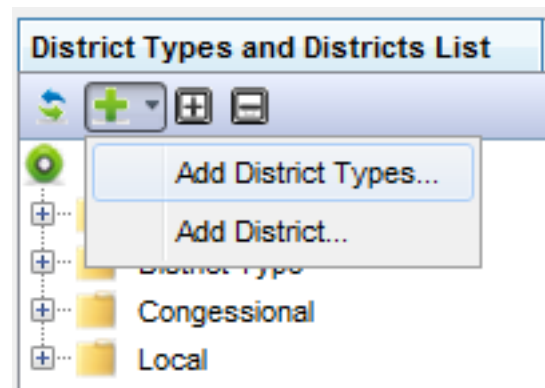 District Types and Districts List
Add District Types...
Add District...
District Type
Congessional
Local